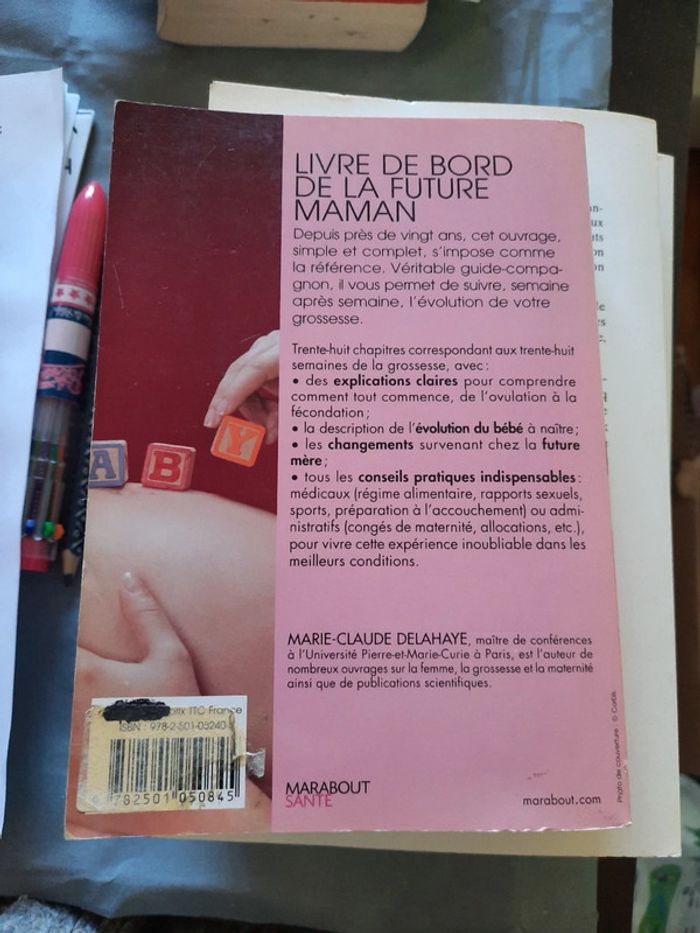 LIVRE DE BORD
DE LA FUTURE
MAMAN
Depuis près de vingt ans, cet ouvrage,
simple et complet, s'impose comme
la référence. Véritable guide-compa-
gnon, il vous permet de suivre, semaine
après semaine, l'évolution de votre
grossesse.
Trente-huit chapitres correspondant aux trente-huit
semaines de la grossesse, avec :
• des explications claires pour comprendre
comment tout commence, de l'ovulation à la
fécondation ;
• la description de l'évolution du bébé à naître ;
• les changements survenant chez la future
mère ;
• tous les conseils pratiques indispensables :
médicaux (régime alimentaire, rapports sexuels,
sports, préparation à l'accouchement) ou admi-
nistratifs (congés de maternité, allocations, etc.),
pour vivre cette expérience inoubliable dans les
meilleurs conditions.
A B Y
MARIE-CLAUDE DELAHAYE, maître de conférences
à l'Université Pierre-et-Marie-Curie à Paris, est l'auteur de
nombreux ouvrages sur la femme, la grossesse et la maternité
ainsi que de publications scientifiques.
TTC France
ISBN : 978-2-501-05240-
782501 050845
MARABOUT
SANTÉ
marabout.com
Photo de couverture : © Corbis